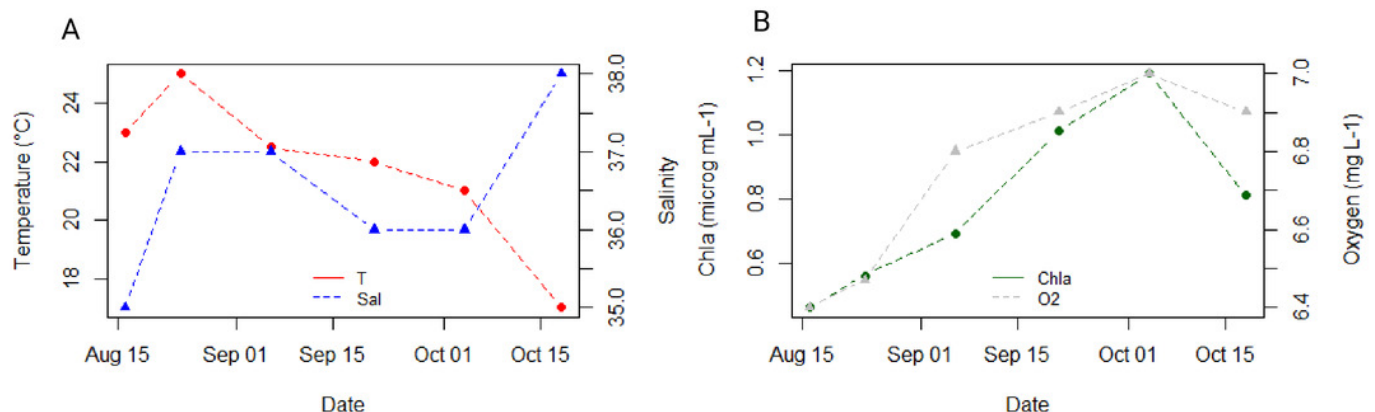 A
Temperature (°C)
24
22
20
18
38.0
37.0
36.0
35.0
Salinity
T
Sal
Aug 15
Sep 01
Sep 15
Oct 01
Oct 15
Date
B
Chla (microg mL-1)
1.2
1.0
0.8
0.6
7.0
6.8
6.6
6.4
Oxygen (mg L-1)
Chla
O2
Aug 15
Sep 01
Sep 15
Oct 01
Oct 15
Date